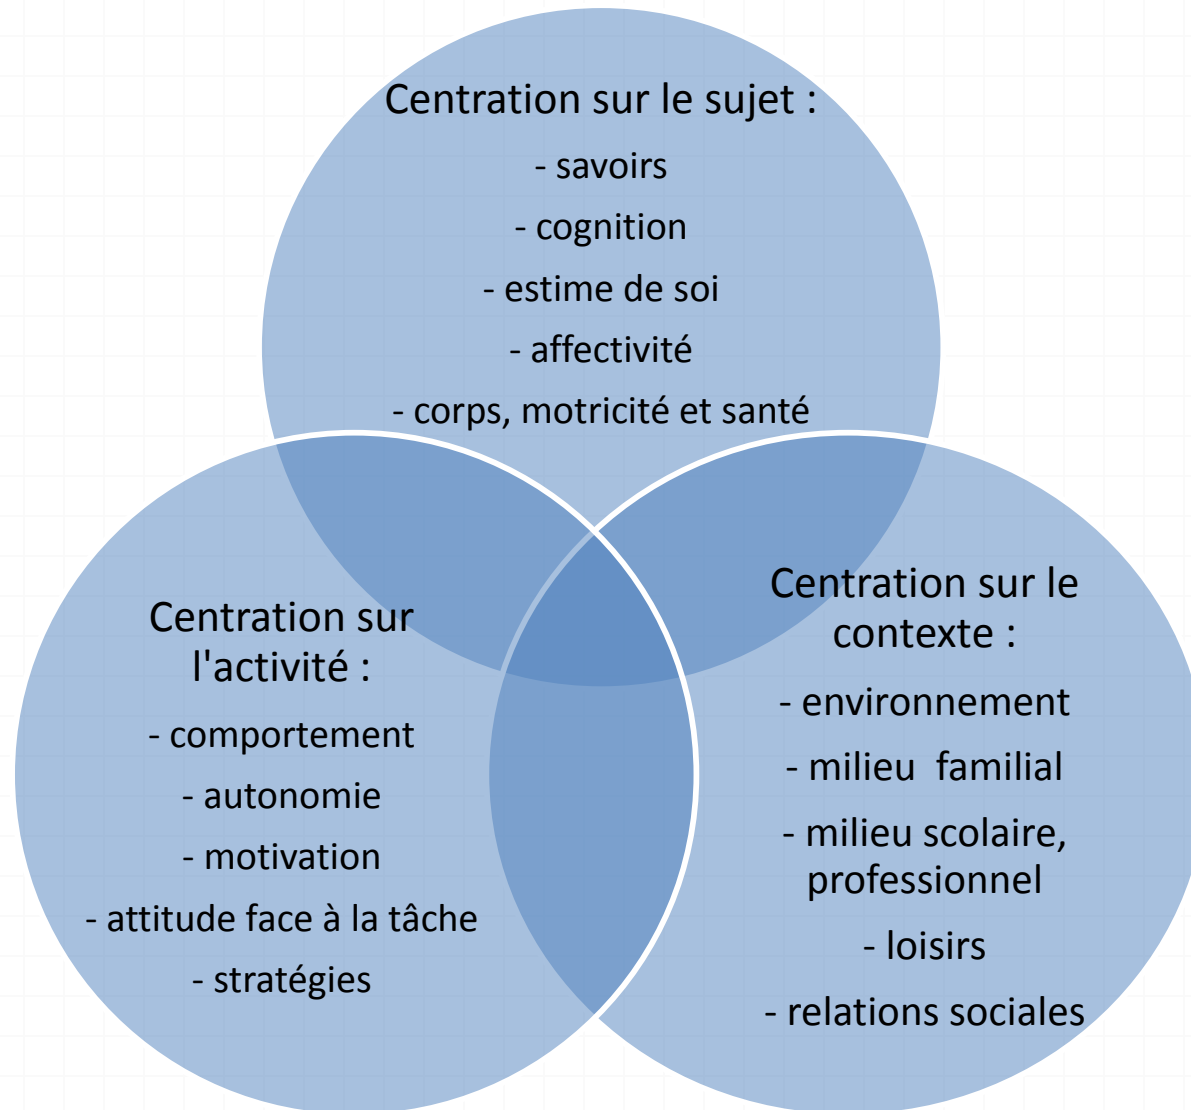 Centration sur le sujet :
- savoirs
- cognition
- estime de soi
- affectivité
- corps, motricité et santé
Centration sur
l'activité :
- comportement
- autonomie
- motivation
- attitude face à la tâche
- stratégies
Centration sur le
contexte :
- environnement
- milieu  familial
- milieu scolaire,
professionnel
- loisirs
- relations sociales